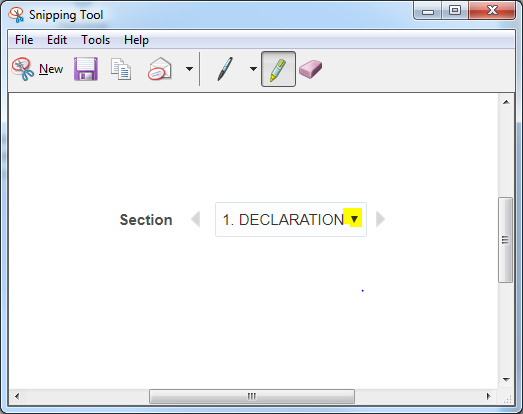 Snipping Tool
File Edit Tools Help
New
Section 1. DECLARATION